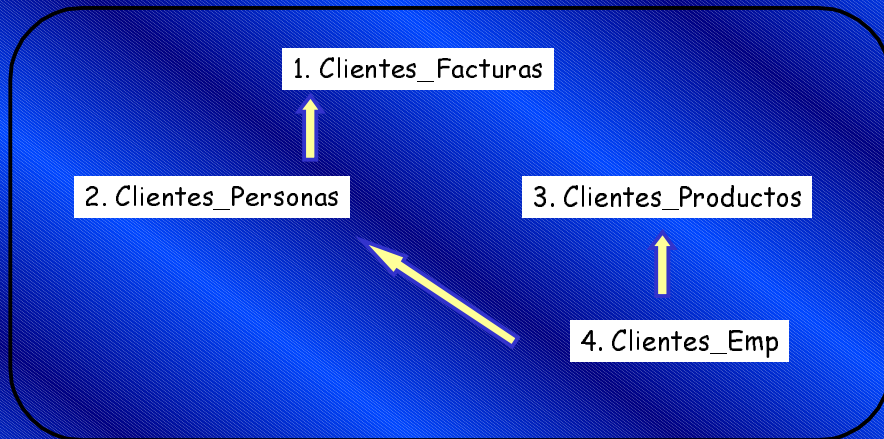 1. Clientes_Facturas
2. Clientes_Personas
3. Clientes_Productos
4. Clientes_Emp